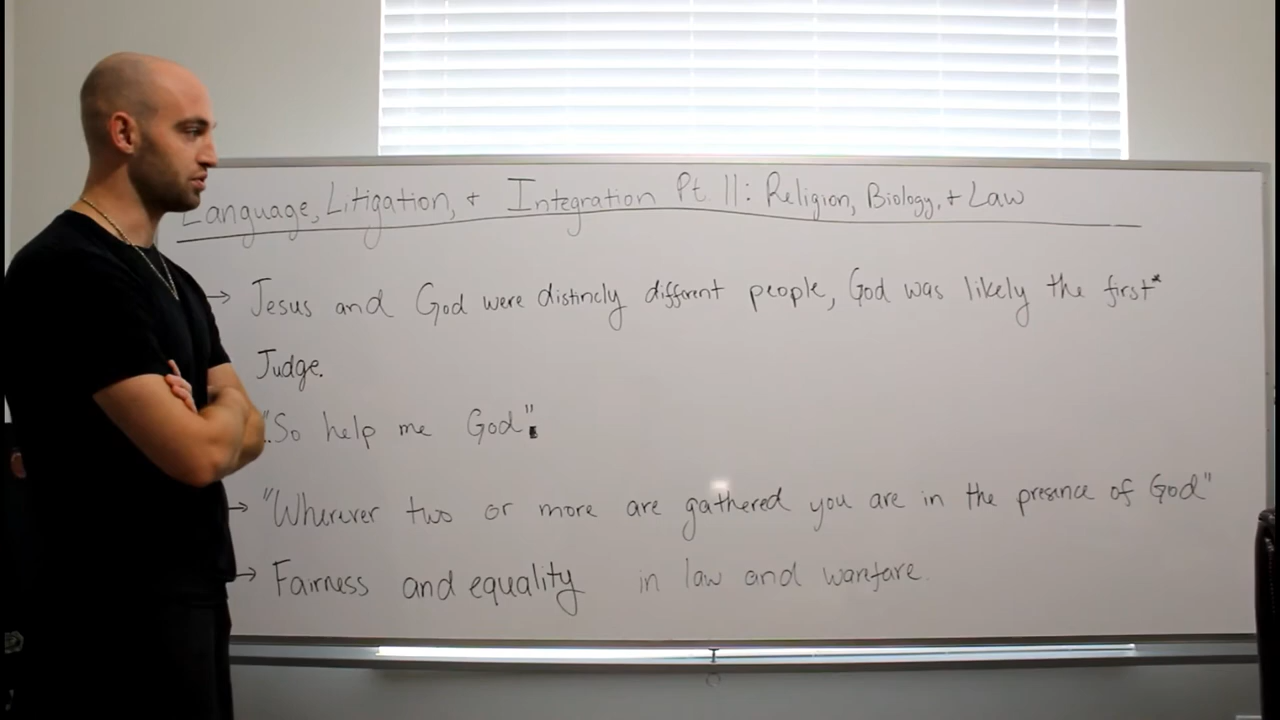 Language, Litigation, + Integration Pt. II: Religion, Biology, + Law
→ Jesus and God were distincly different people, God was likely the first*
Judge.
"So help me God".
→ "Wherever two or more are gathered you are in the presence of God"
→ Fairness and equality in law and warfare.